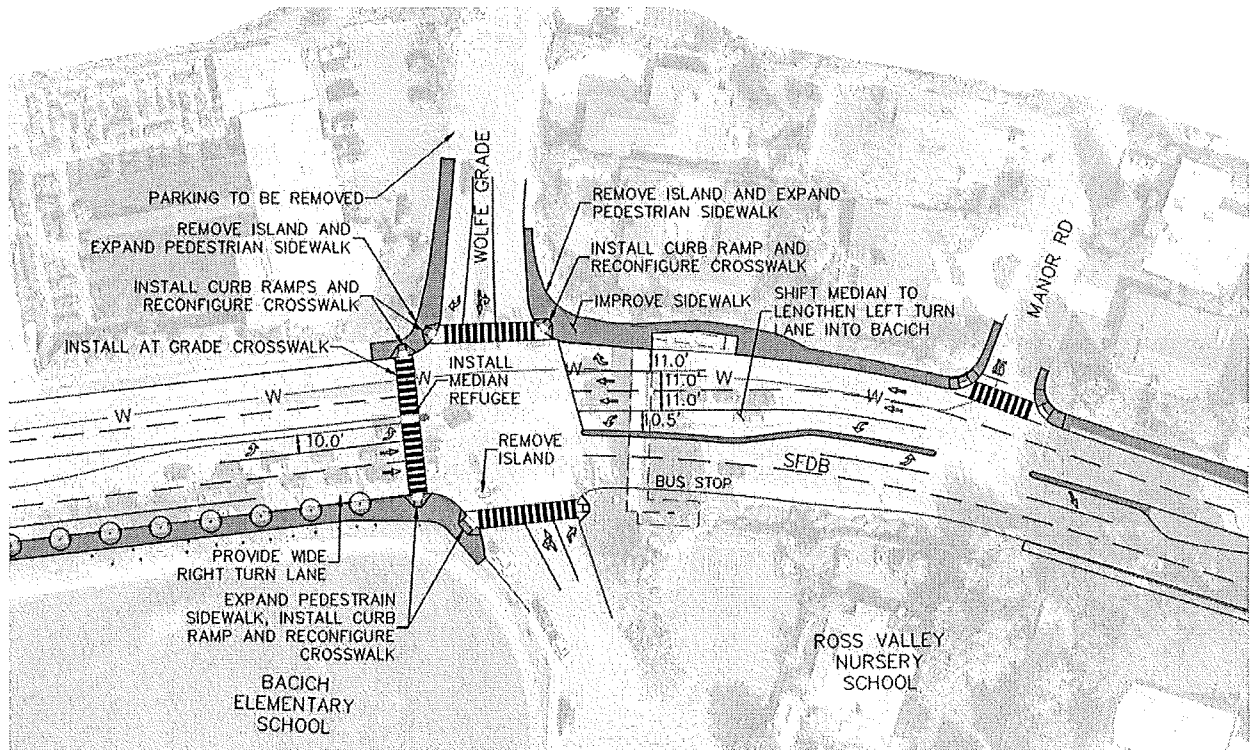 WOLFE GRADE
PARKING TO BE REMOVED
REMOVE ISLAND AND
EXPAND PEDESTRIAN SIDEWALK
INSTALL CURB RAMPS AND
RECONFIGURE CROSSWALK
INSTALL AT GRADE CROSSWALK
REMOVE ISLAND AND EXPAND
PEDESTRIAN SIDEWALK
INSTALL CURB RAMP AND
RECONFIGURE CROSSWALK
IMPROVE SIDEWALK
SHIFT MEDIAN TO
LENGTHEN LEFT TURN
LANE INTO BACICH
MANOR RD
INSTALL
MEDIAN
REFUGEE
11.0'
11.0'
11.0'
10.5'
W
W
W
W
W
W
10.0'
REMOVE
ISLAND
SFDB
BUS STOP
PROVIDE WIDE
RIGHT TURN LANE
EXPAND PEDESTRAIN
SIDEWALK, INSTALL CURB
RAMP AND RECONFIGURE
CROSSWALK
BACICH
ELEMENTARY
SCHOOL
ROSS VALLEY
NURSERY
SCHOOL